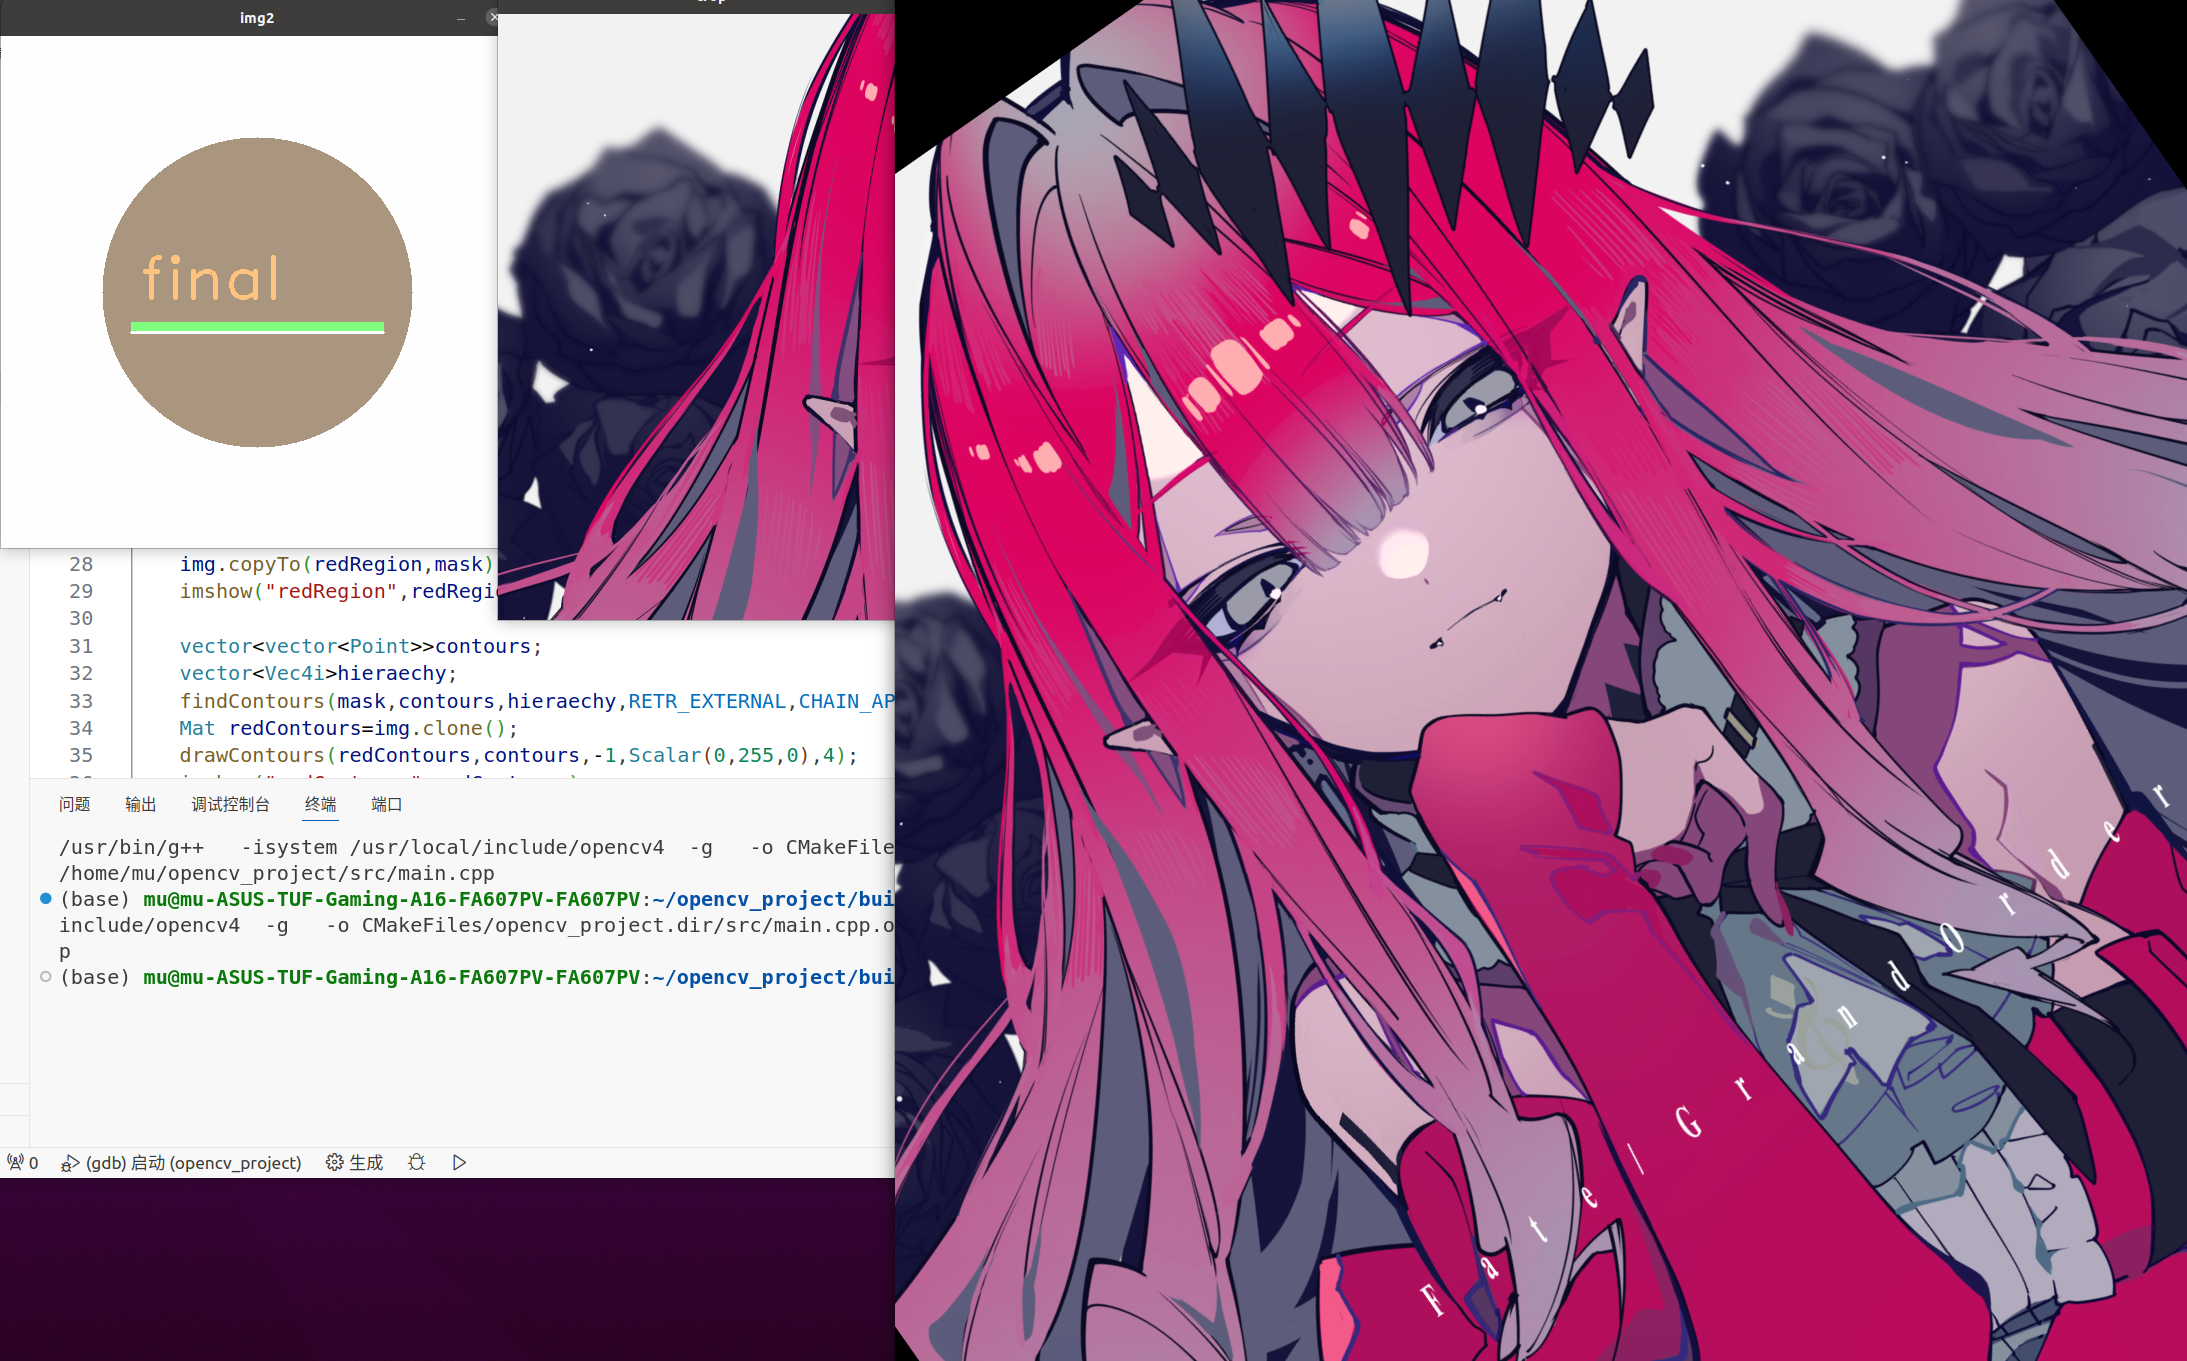 img2
final
28 img.copyTo(redRegion,mask)
29 imshow("redRegion",redRegi
30
31 vector<vector<Point>>contours;
32 vector<Vec4i>hieraechy;
33 findContours(mask,contours,hieraechy,RETR_EXTERNAL,CHAIN_AP
34 Mat redContours=img.clone();
35 drawContours(redContours,contours,-1,Scalar(0,255,0),4);
问题 输出 调试控制台 终端 端口
/usr/bin/g++ -isystem /usr/local/include/opencv4 -g -o CMakeFile
/home/mu/opencv_project/src/main.cpp
(base) mu@mu-ASUS-TUF-Gaming-A16-FA607PV-FA607PV:~/opencv_project/bui
include/opencv4 -g -o CMakeFiles/opencv_project.dir/src/main.cpp.o
p
(base) mu@mu-ASUS-TUF-Gaming-A16-FA607PV-FA607PV:~/opencv_project/bui
0 (gdb) 启动 (opencv_project) 生成
Fate/Grand Order